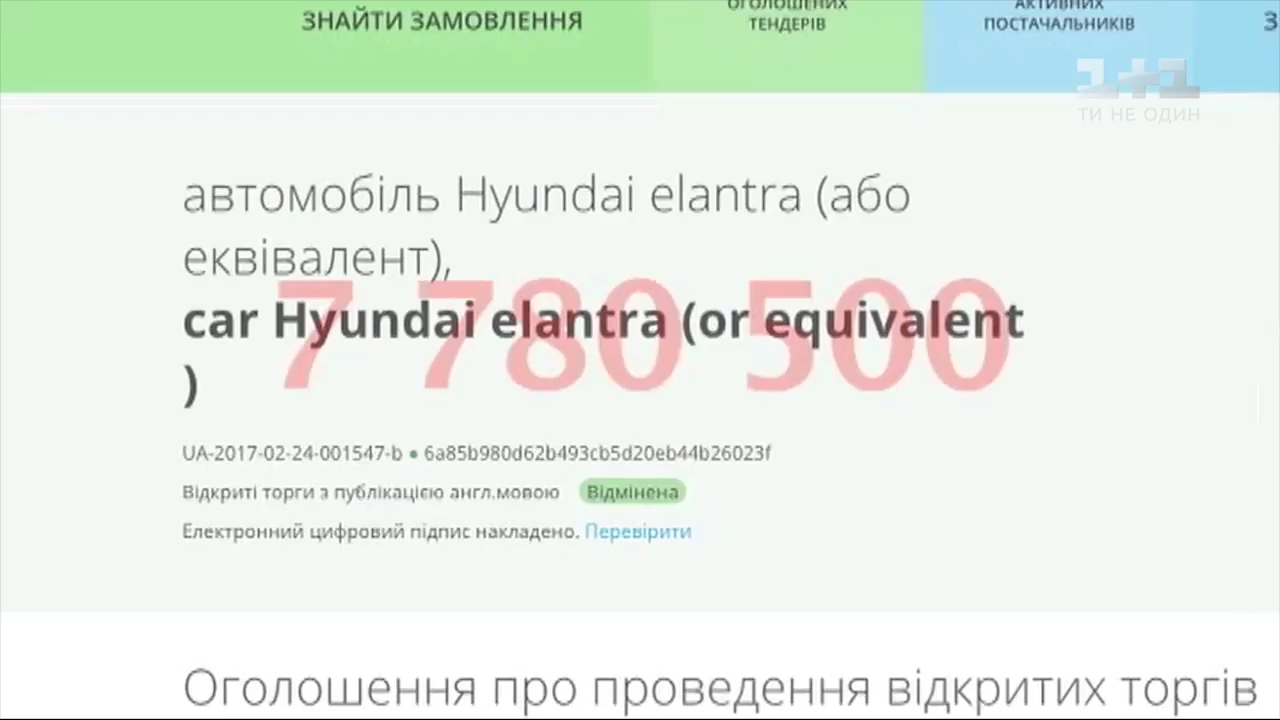 ЗНАЙТИ ЗАМОВЛЕННЯ
ОГОЛОШЕНИХ
ТЕНДЕРІВ
АКТИВНИХ
ПОСТАЧАЛЬНИКІВ
З
1+1
ТИ НЕ ОДИН
автомобіль Hyundai elantra (або
еквівалент),
car Hyundai elantra (or equivalent
)
7 780 500
UA-2017-02-24-001547-b ● 6a85b980d62b493cb5d20eb44b26023f
Відкриті торги з публікацією англ.мовою Відмінена
Електронний цифровий підпис накладено. Перевірити
Оголошення про проведення відкритих торгів